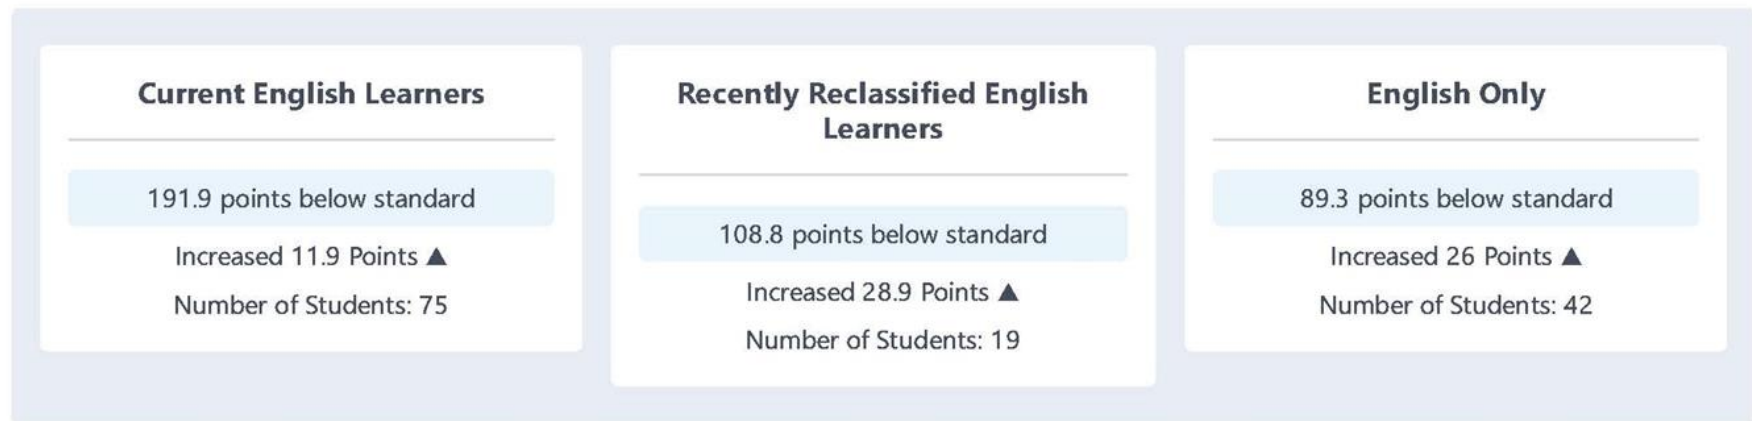 Current English Learners
191.9 points below standard
Increased 11.9 Points ▲
Number of Students: 75
Recently Reclassified English
Learners
108.8 points below standard
Increased 28.9 Points ▲
Number of Students: 19
English Only
89.3 points below standard
Increased 26 Points ▲
Number of Students: 42